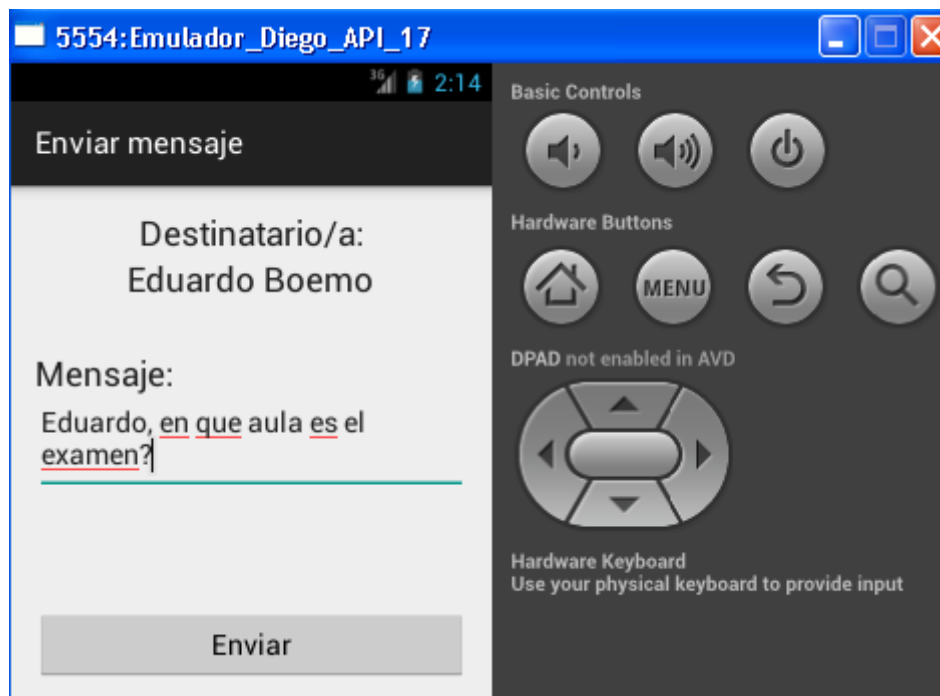 5554:Emulador_Diego_API_17
3G 2:14
Enviar mensaje
Destinatario/a:
Eduardo Boemo
Mensaje:
Eduardo, en que aula es el
examen?
Enviar
Basic Controls
Hardware Buttons
MENU
DPAD not enabled in AVD
Hardware Keyboard
Use your physical keyboard to provide input